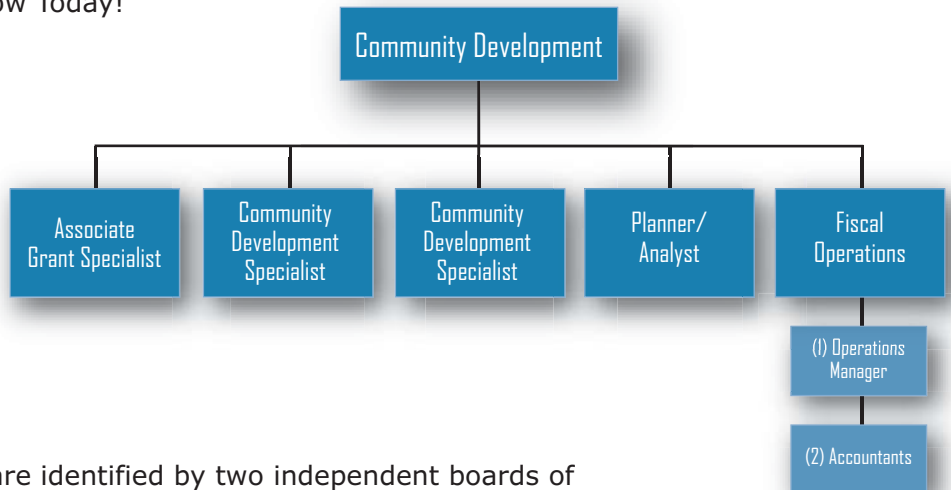 ow Today!
Community Development
Associate
Grant Specialist
Community
Development
Specialist
Community
Development
Specialist
Planner/
Analyst
Fiscal
Operations
(1) Operations
Manager
(2) Accountants
are identified by two independent boards of